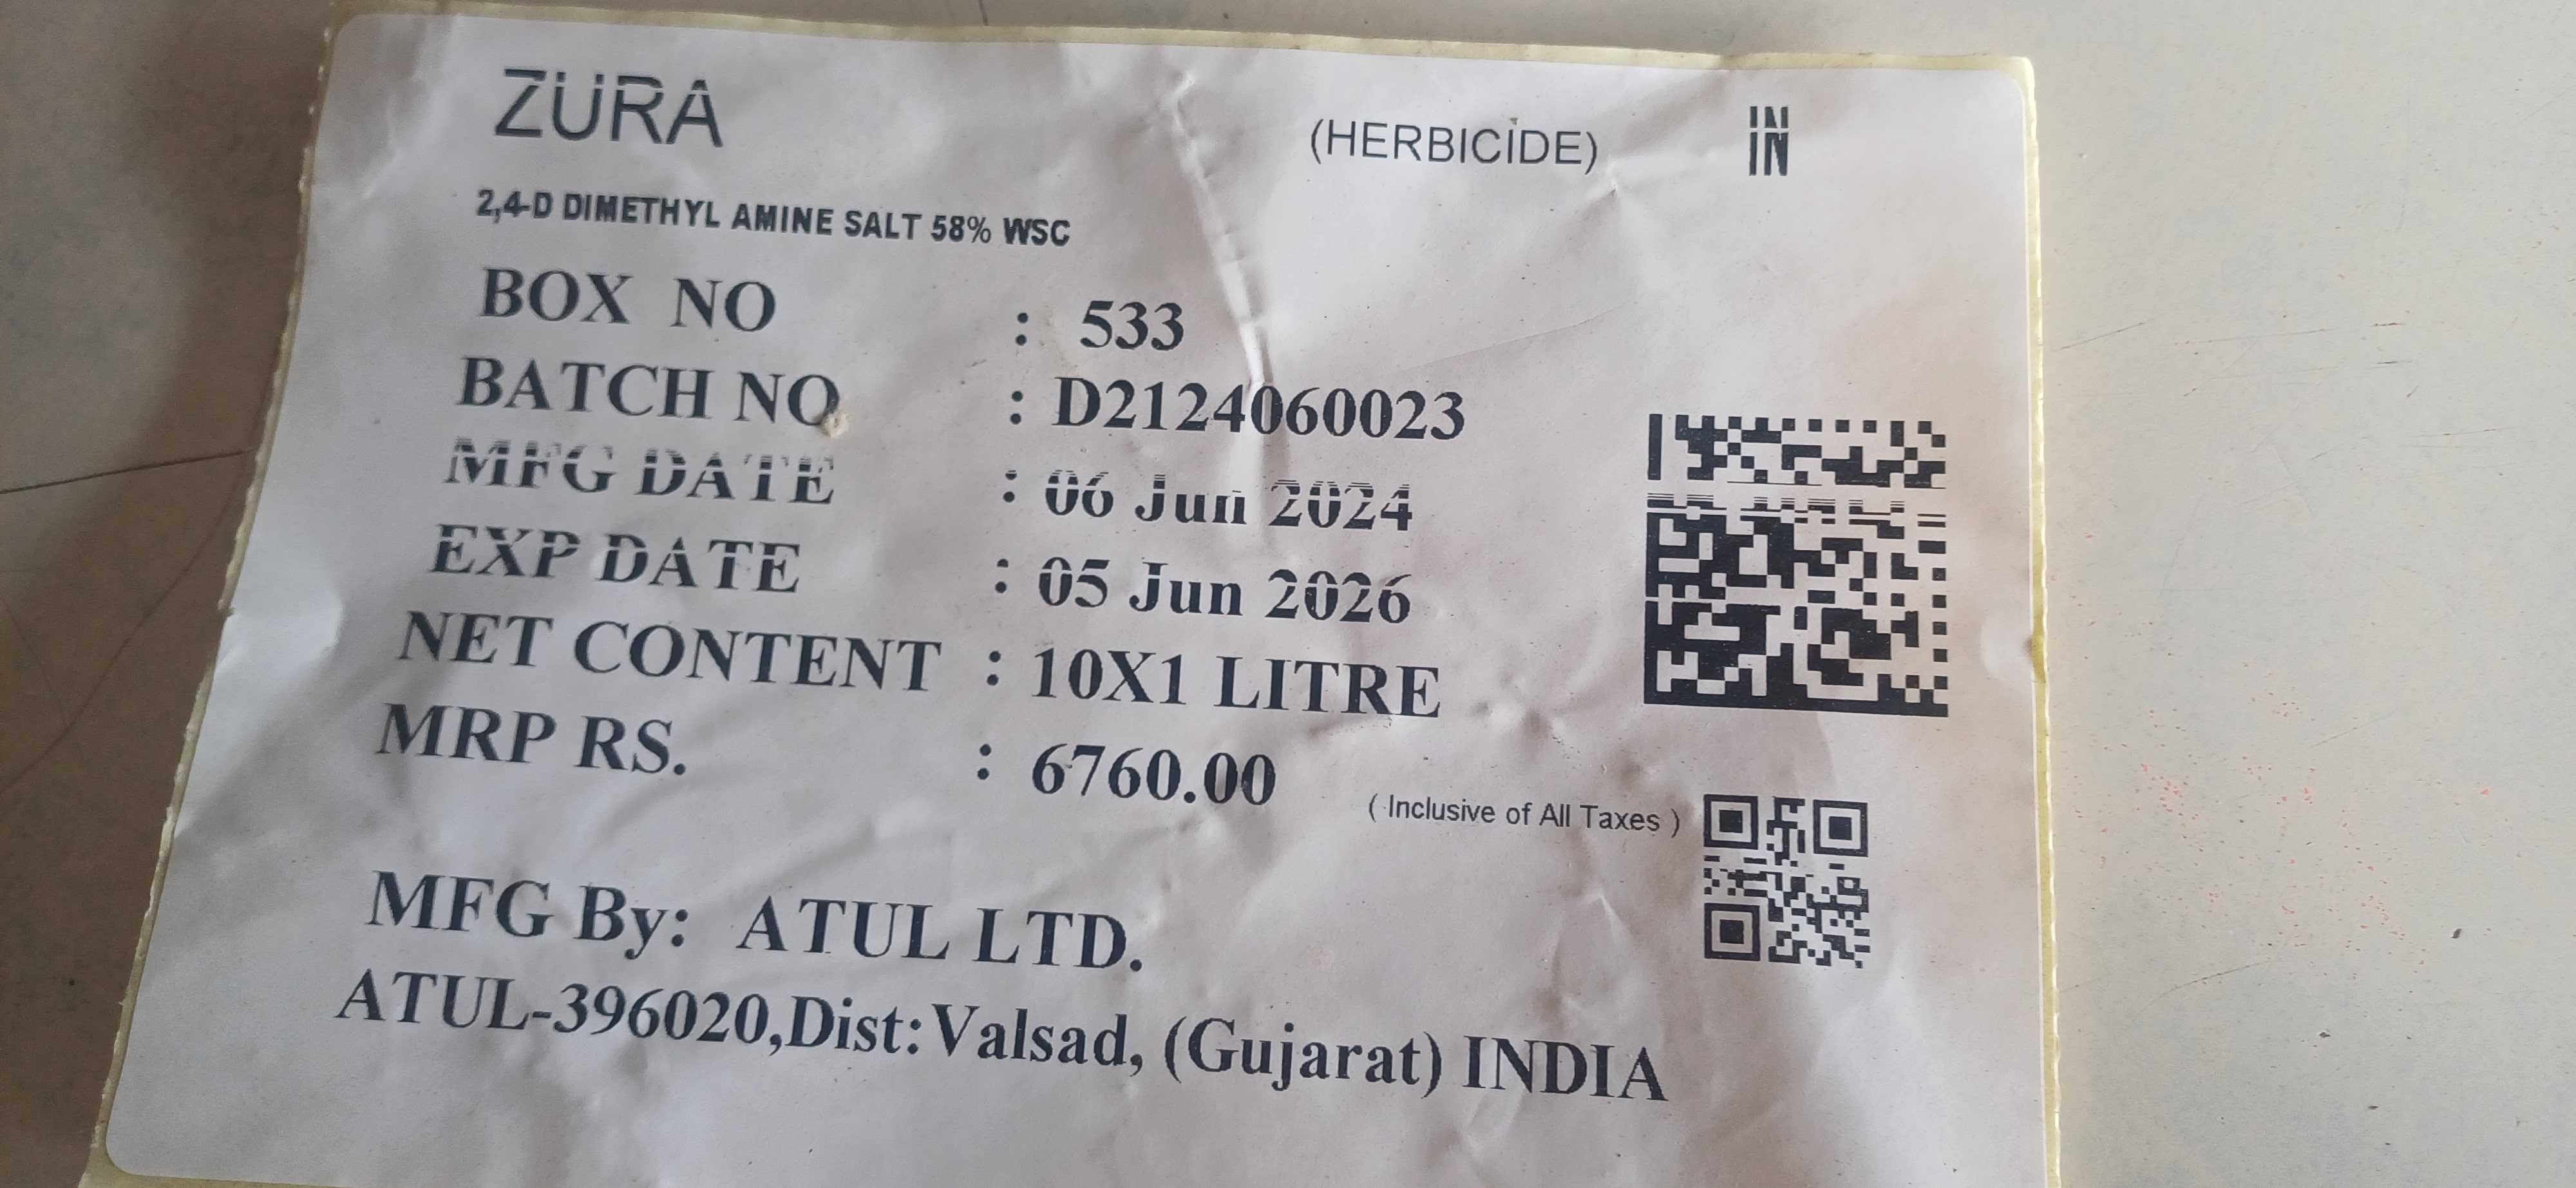 ZURA (HERBICIDE) IN
2,4-D DIMETHYL AMINE SALT 58% WSC
BOX NO : 533
BATCH NO : D2124060023
MFG DATE : 06 Jun 2024
EXP DATE : 05 Jun 2026
NET CONTENT : 10X1 LITRE
MRP RS. : 6760.00 ( Inclusive of All Taxes )
MFG By: ATUL LTD.
ATUL-396020,Dist:Valsad, (Gujarat) INDIA